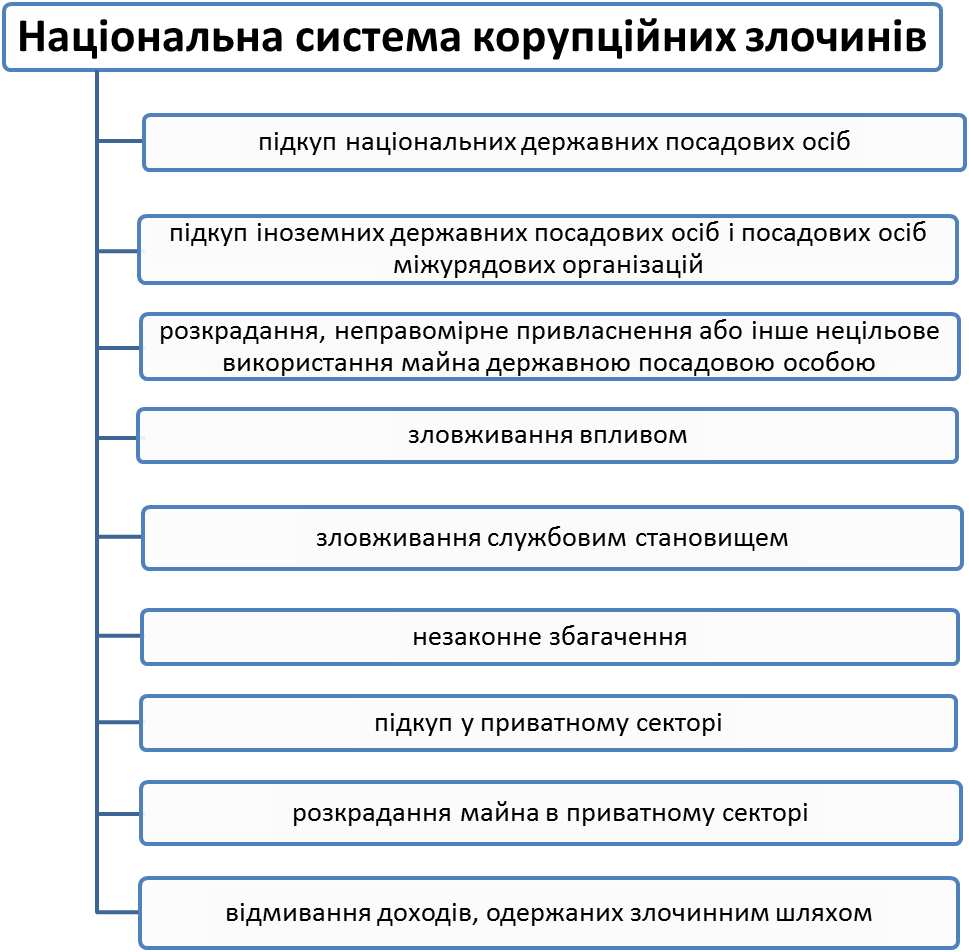 Національна система корупційних злочинів
підкуп національних державних посадових осіб
підкуп іноземних державних посадових осіб і посадових осіб
міжурядових організацій
розкрадання, неправомірне привласнення або інше нецільове
використання майна державною посадовою особою
зловживання впливом
зловживання службовим становищем
незаконне збагачення
підкуп у приватному секторі
розкрадання майна в приватному секторі
відмивання доходів, одержаних злочинним шляхом